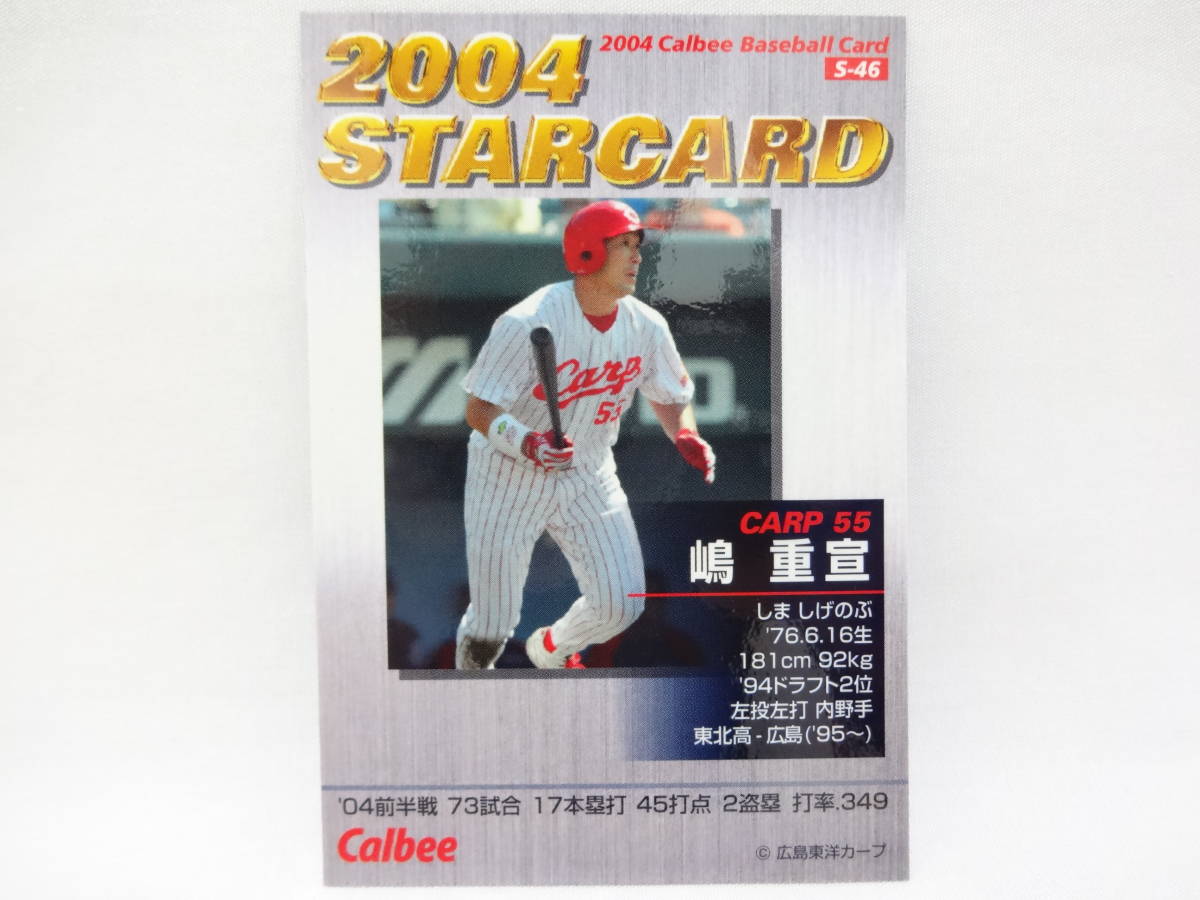 2004
2004 Calbee Baseball Card
S-46
STARCARD
Carp
55
CARP 55
嶋 重宣
しま しげのぶ
'76.6.16生
181cm 92kg
'94ドラフト2位
左投左打 内野手
東北高-広島('95〜)
'04前半戦 73試合 17本塁打 45打点 2盗塁 打率.349
Calbee
© 広島東洋カープ